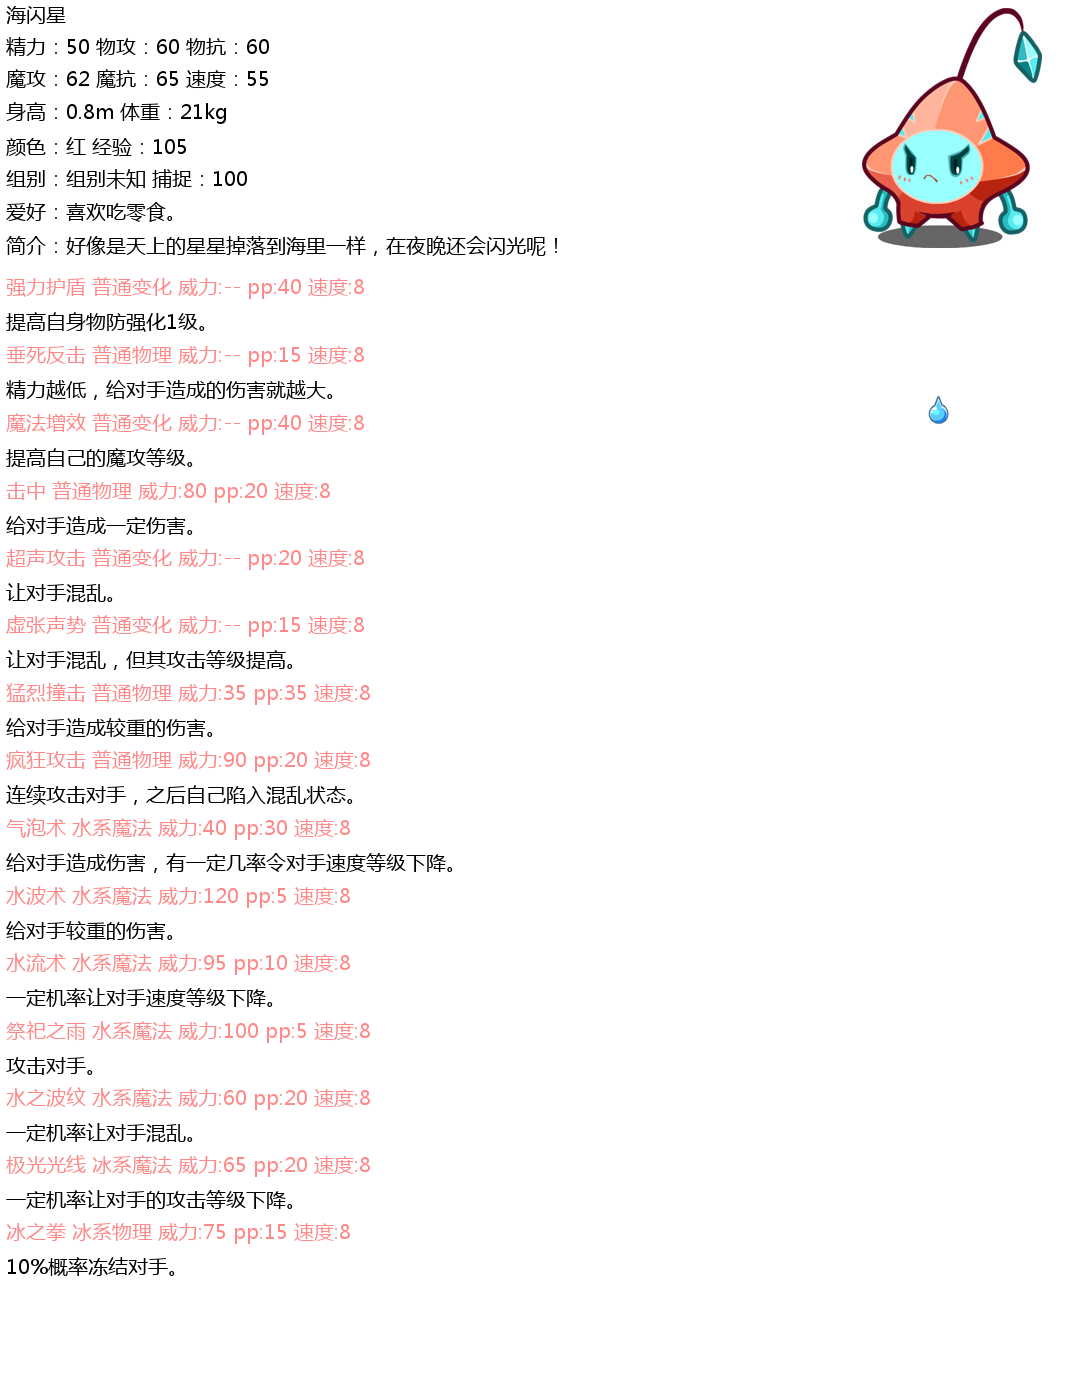 海闪星
精力：50 物攻：60 物抗：60
魔攻：62 魔抗：65 速度：55
身高：0.8m 体重：21kg
颜色：红 经验：105
组别：组别未知 捕捉：100
爱好：喜欢吃零食。
简介：好像是天上的星星掉落到海里一样，在夜晚还会闪光呢！
强力护盾 普通变化 威力:-- pp:40 速度:8
提高自身物防强化1级。
垂死反击 普通物理 威力:-- pp:15 速度:8
精力越低，给对手造成的伤害就越大。
魔法增效 普通变化 威力:-- pp:40 速度:8
提高自己的魔攻等级。
击中 普通物理 威力:80 pp:20 速度:8
给对手造成一定伤害。
超声攻击 普通变化 威力:-- pp:20 速度:8
让对手混乱。
虚张声势 普通变化 威力:-- pp:15 速度:8
让对手混乱，但其攻击等级提高。
猛烈撞击 普通物理 威力:35 pp:35 速度:8
给对手造成较重的伤害。
疯狂攻击 普通物理 威力:90 pp:20 速度:8
连续攻击对手，之后自己陷入混乱状态。
气泡术 水系魔法 威力:40 pp:30 速度:8
给对手造成伤害，有一定几率令对手速度等级下降。
水波术 水系魔法 威力:120 pp:5 速度:8
给对手较重的伤害。
水流术 水系魔法 威力:95 pp:10 速度:8
一定机率让对手速度等级下降。
祭祀之雨 水系魔法 威力:100 pp:5 速度:8
攻击对手。
水之波纹 水系魔法 威力:60 pp:20 速度:8
一定机率让对手混乱。
极光光线 冰系魔法 威力:65 pp:20 速度:8
一定机率让对手的攻击等级下降。
冰之拳 冰系物理 威力:75 pp:15 速度:8
10%概率冻结对手。